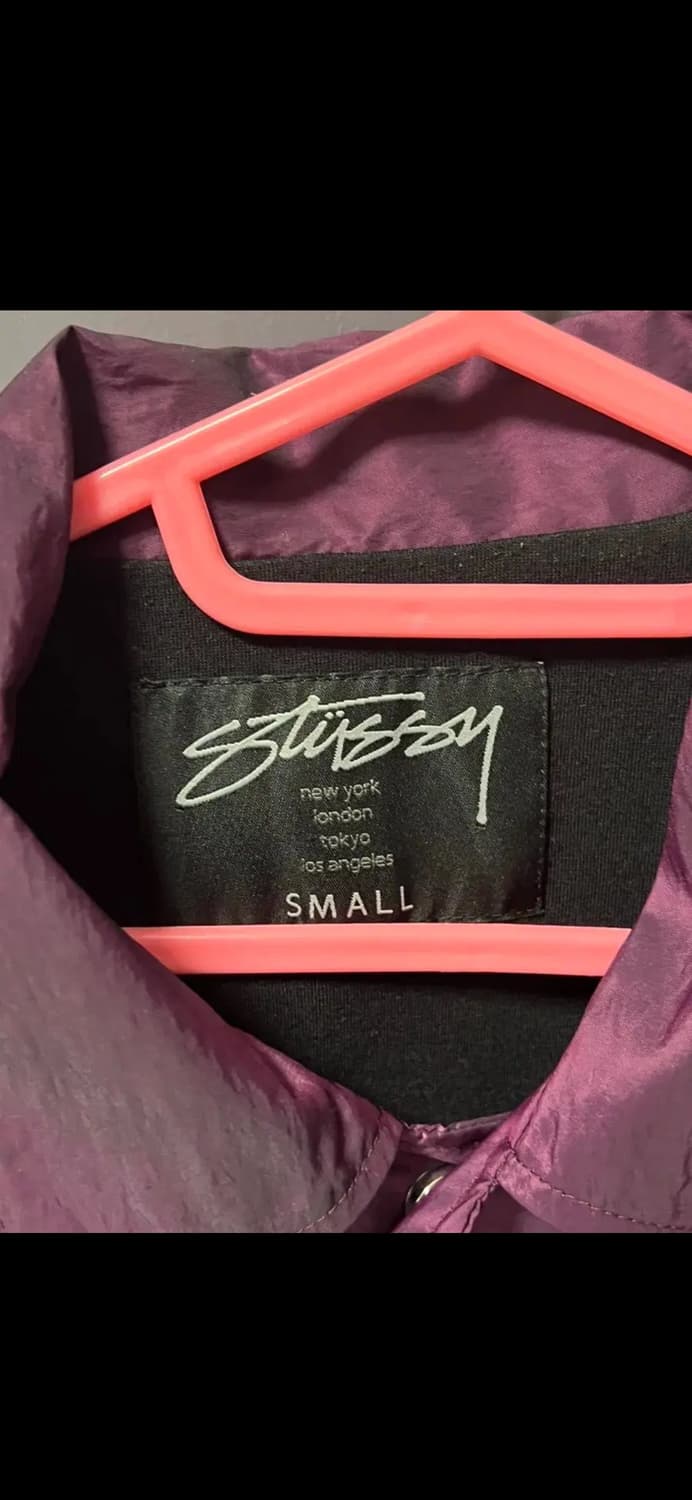 Stüssy
new york
london
tokyo
los angeles
SMALL